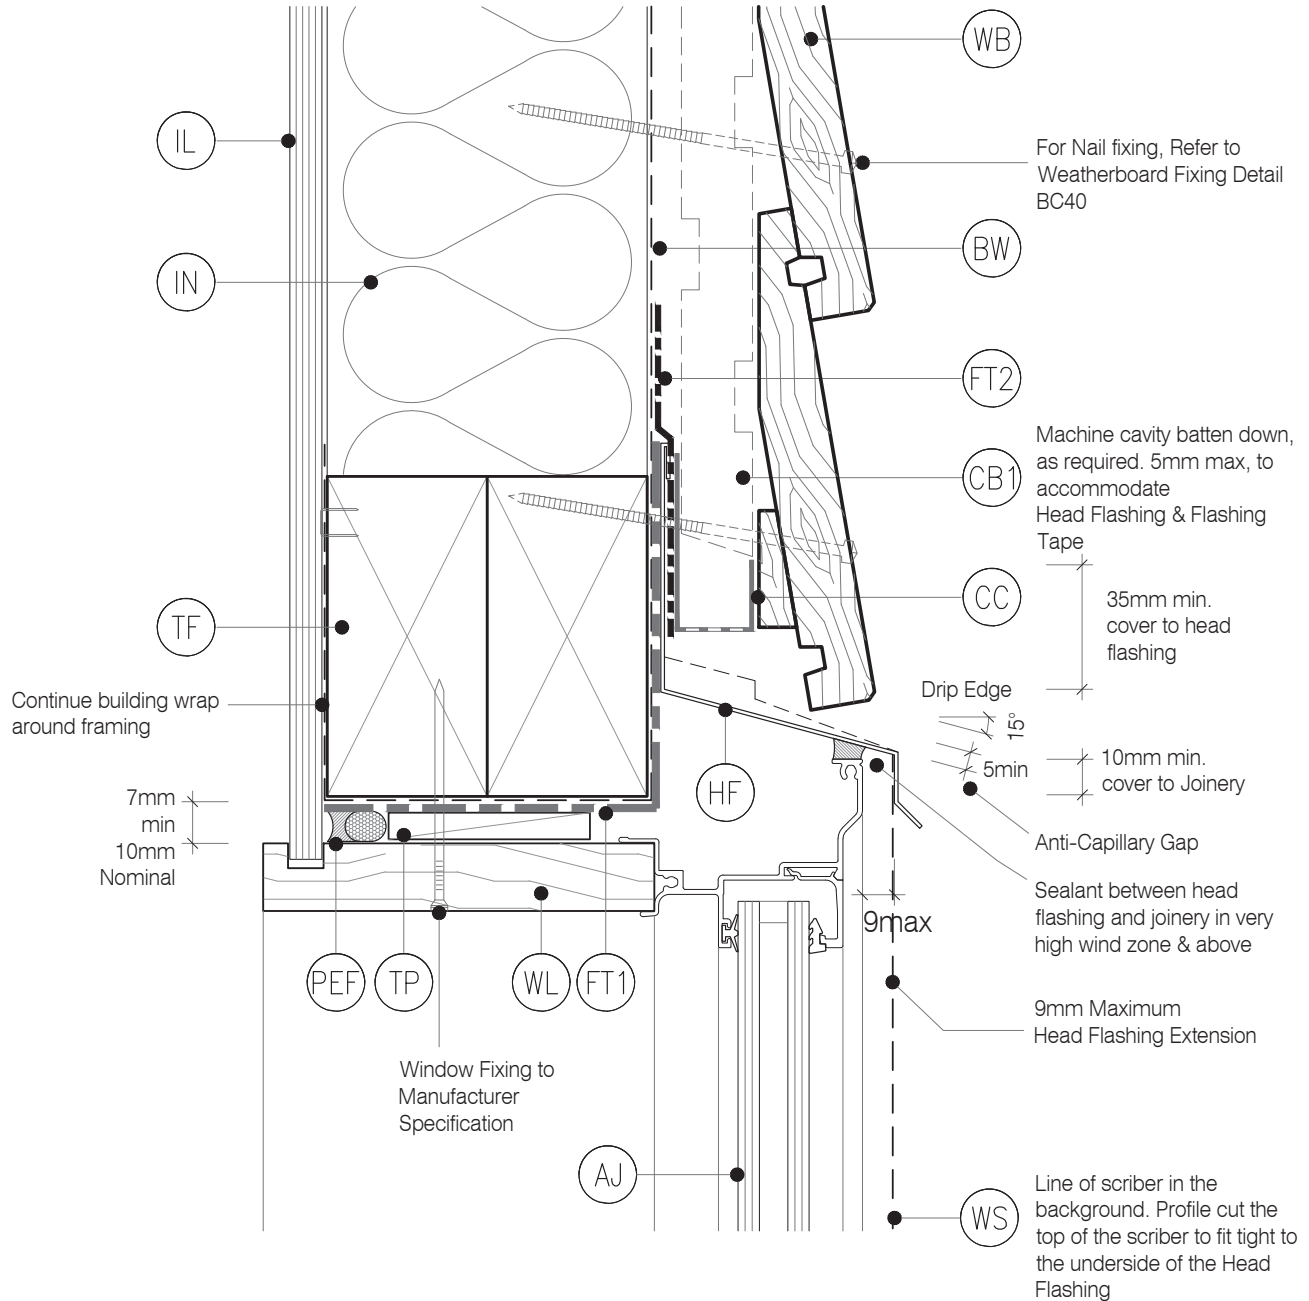 WB
IL
For Nail fixing, Refer to
Weatherboard Fixing Detail
BC40
BW
IN
FT2
Machine cavity batten down,
as required. 5mm max, to
accommodate
Head Flashing & Flashing
Tape
CB1
CC
35mm min.
cover to head
flashing
TF
Continue building wrap
around framing
Drip Edge
15°
5min
10mm min.
cover to Joinery
HF
7mm
min
10mm
Nominal
Anti-Capillary Gap
Sealant between head
flashing and joinery in very
high wind zone & above
9max
PEF
TP
WL
FT1
9mm Maximum
Head Flashing Extension
Window Fixing to
Manufacturer
Specification
AJ
WS
Line of scriber in the
background. Profile cut the
top of the scriber to fit tight to
the underside of the Head
Flashing